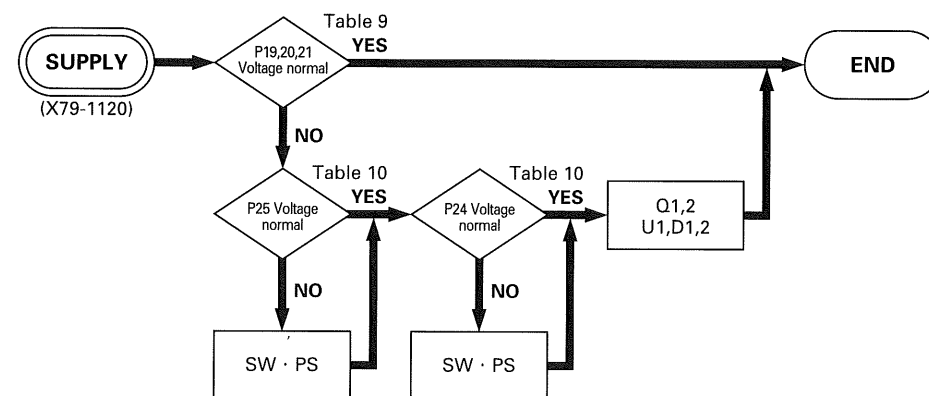 Table 9
SUPPLY
P19,20,21
Voltage normal
YES
END
(X79-1120)
NO
Table 10
Table 10
P25 Voltage
normal
YES
P24 Voltage
normal
YES
Q1,2
U1,D1,2
NO
NO
SW · PS
SW · PS